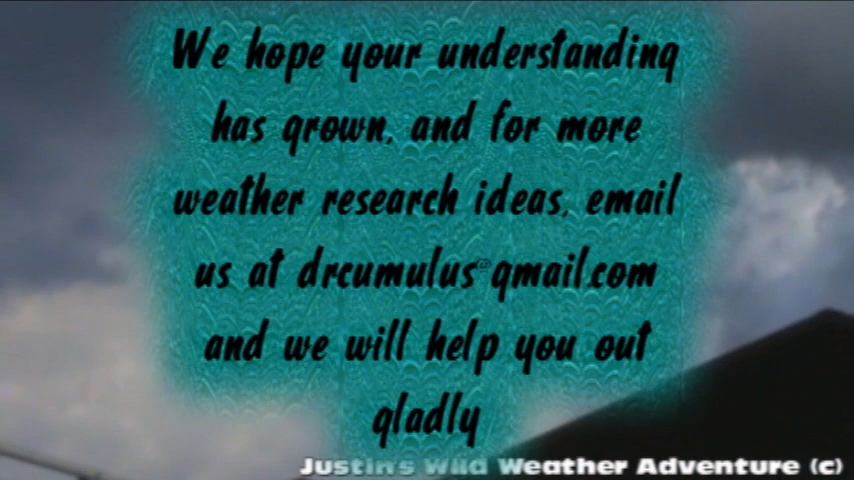 We hope your understanding
has grown, and for more
weather research ideas, email
us at drcumulus@gmail.com
and we will help you out
gladly
Justin's Wild Weather Adventure (c)